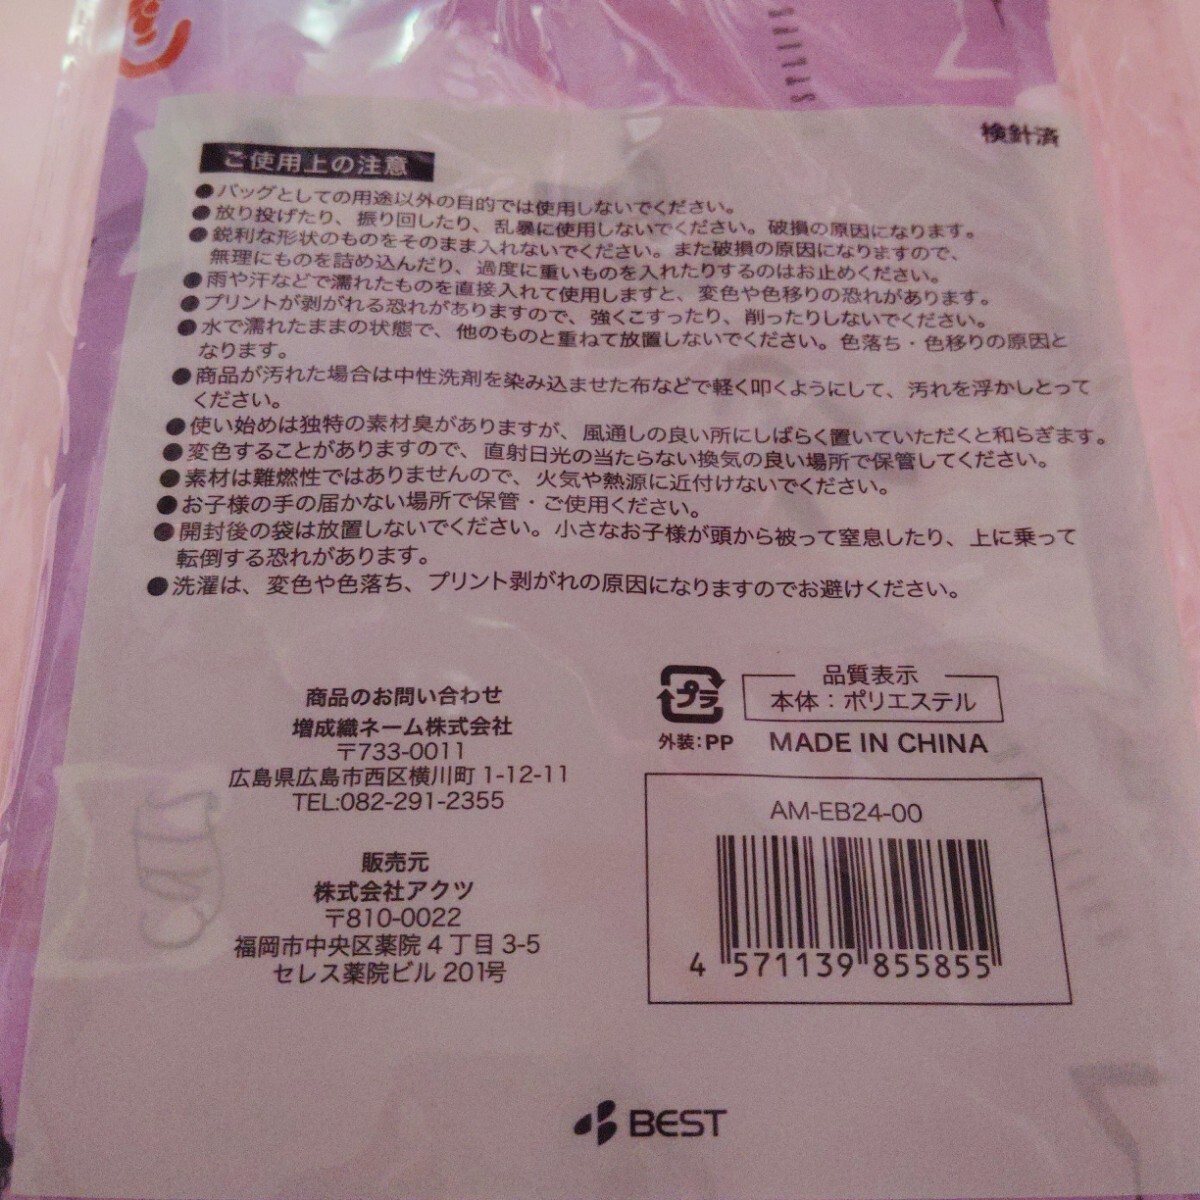 検針済
ご使用上の注意
●バッグとしての用途以外の目的では使用しないでください。
●放り投げたり、振り回したり、乱暴に使用しないでください。破損の原因になります。
●鋭利な形状のものをそのまま入れないでください。また破損の原因になりますので、
無理にものを詰め込んだり、過度に重いものを入れたりするのはお止めください。
●雨や汗などで濡れたものを直接入れて使用しますと、変色や色移りの恐れがあります。
●プリントが剥がれる恐れがありますので、強くこすったり、削ったりしないでください。
●水で濡れたままの状態で、他のものと重ねて放置しないでください。色落ち・色移りの原因と
なります。
●商品が汚れた場合は中性洗剤を染み込ませた布などで軽く叩くようにして、汚れを浮かしとって
ください。
●使い始めは独特の素材臭がありますが、風通しの良い所にしばらく置いていただくと和らぎます。
●変色することがありますので、直射日光の当たらない換気の良い場所で保管してください。
●素材は難燃性ではありませんので、火気や熱源に近付けないでください。
●お子様の手の届かない場所で保管・ご使用ください。
●開封後の袋は放置しないでください。小さなお子様が頭から被って窒息したり、上に乗って
転倒する恐れがあります。
●洗濯は、変色や色落ち、プリント剥がれの原因になりますのでお避けください。
商品のお問い合わせ
増成織ネーム株式会社
〒733-0011
広島県広島市西区横川町 1-12-11
TEL:082-291-2355
販売元
株式会社アクツ
〒810-0022
福岡市中央区薬院 4 丁目 3-5
セレス薬院ビル 201号
プラ
外装：PP
品質表示
本体：ポリエステル
MADE IN CHINA
AM-EB24-00
4 571139 855855
BEST